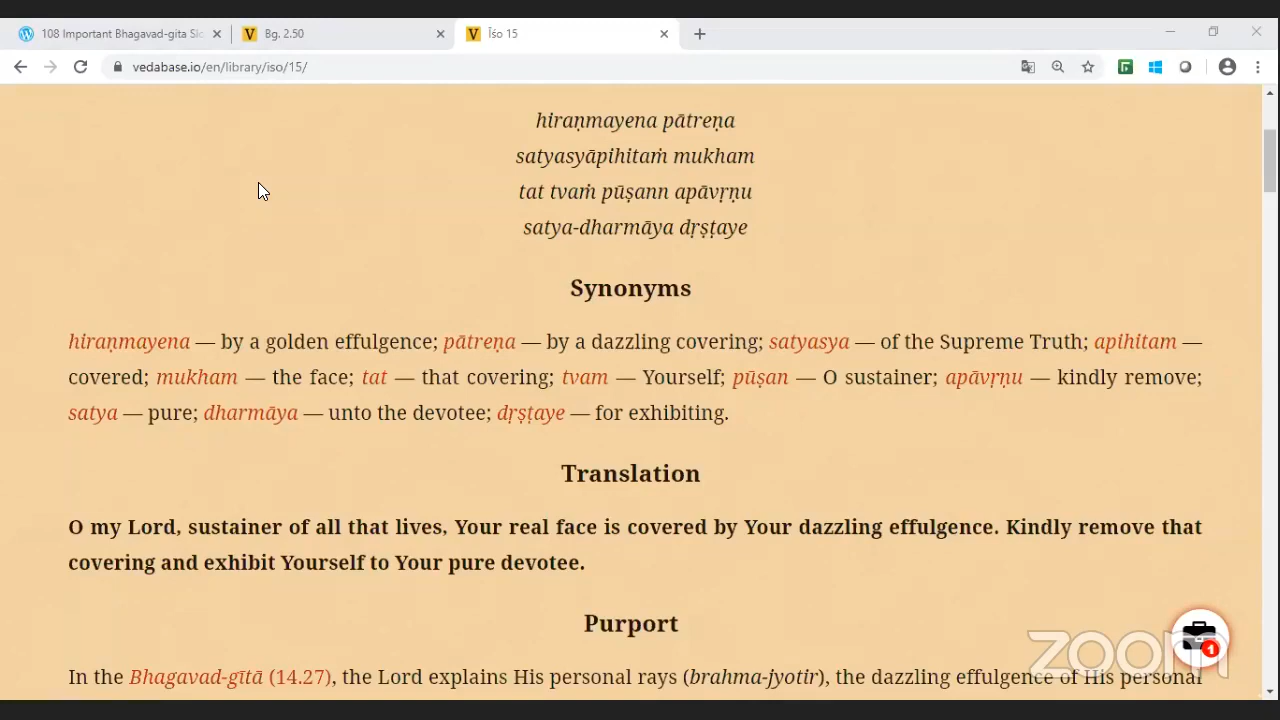 108 Important Bhagavad-gita Slo
Bg. 2.50
Īśo 15
vedabase.io/en/library/iso/15/
hiraṇmayena pātreṇa
satyasyāpihitaṁ mukham
tat tvaṁ pūṣann apāvṛṇu
satya-dharmāya dṛṣṭaye
Synonyms
hiraṇmayena — by a golden effulgence; pātreṇa — by a dazzling covering; satyasya — of the Supreme Truth; apihitam —
covered; mukham — the face; tat — that covering; tvam — Yourself; pūṣan — O sustainer; apāvṛṇu — kindly remove;
satya — pure; dharmāya — unto the devotee; dṛṣṭaye — for exhibiting.
Translation
O my Lord, sustainer of all that lives, Your real face is covered by Your dazzling effulgence. Kindly remove that
covering and exhibit Yourself to Your pure devotee.
Purport
In the Bhagavad-gītā (14.27), the Lord explains His personal rays (brahma-jyotir), the dazzling effulgence of His personal
1
zoom